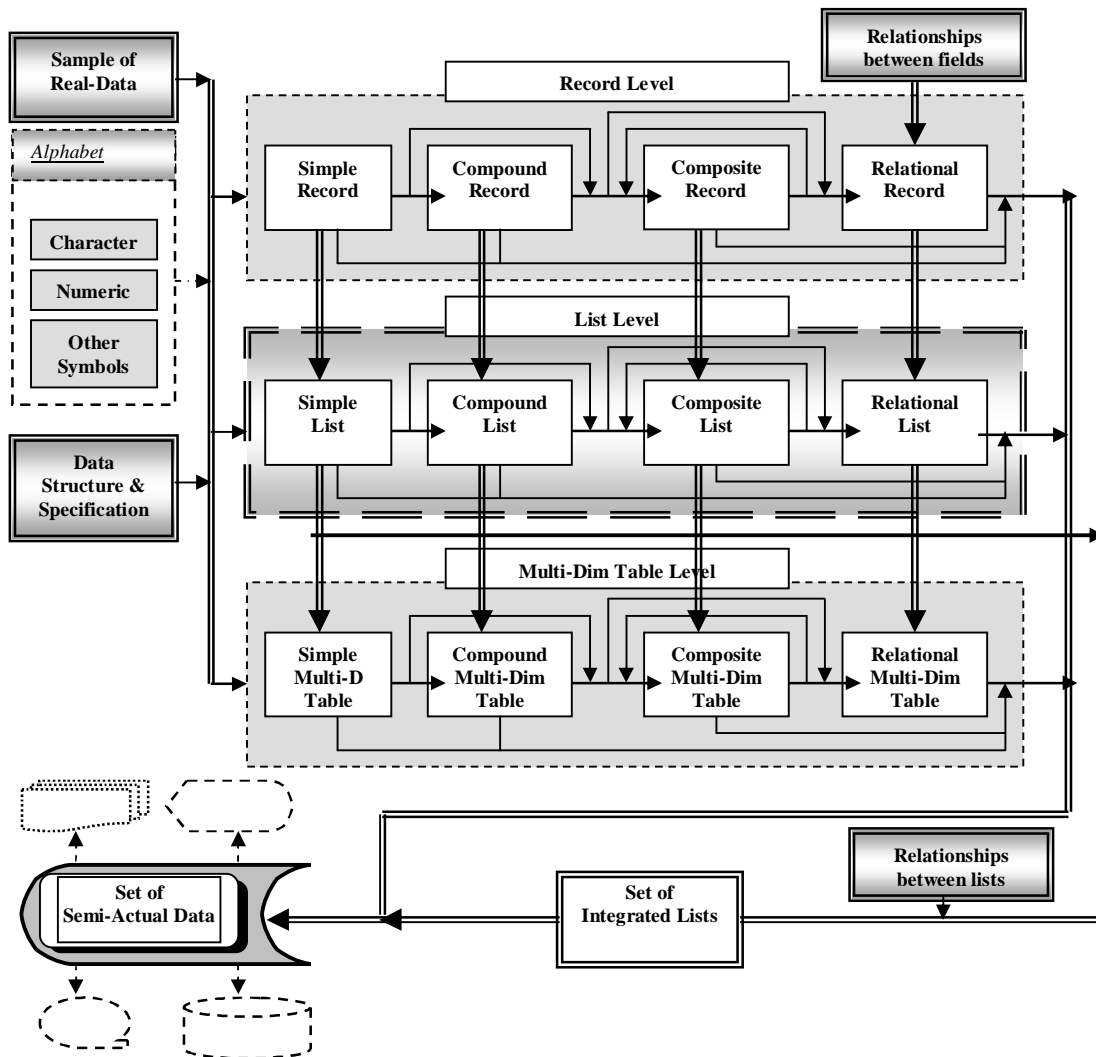 Sample of
Real-Data
Relationships
between fields
Record Level
Alphabet
Simple
Record
Compound
Record
Composite
Record
Relational
Record
Character
Numeric
Other
Symbols
List Level
Simple
List
Compound
List
Composite
List
Relational
List
Data
Structure &
Specification
Multi-Dim Table Level
Simple
Multi-D
Table
Compound
Multi-Dim
Table
Composite
Multi-Dim
Table
Relational
Multi-Dim
Table
Relationships
between lists
Set of
Semi-Actual Data
Set of
Integrated Lists